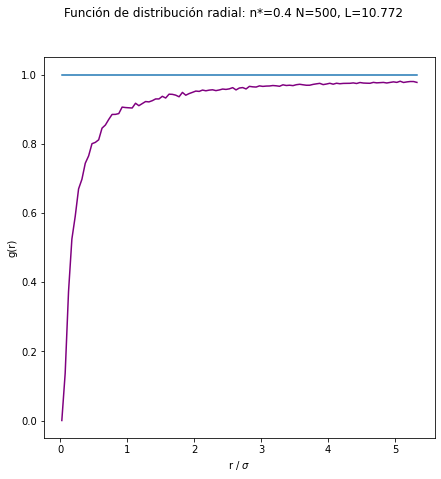 Función de distribución radial: n*=0.4 N=500, L=10.772
1.0
0.8
0.6
0.4
0.2
0.0
g(r)
0 1 2 3 4 5
r / σ